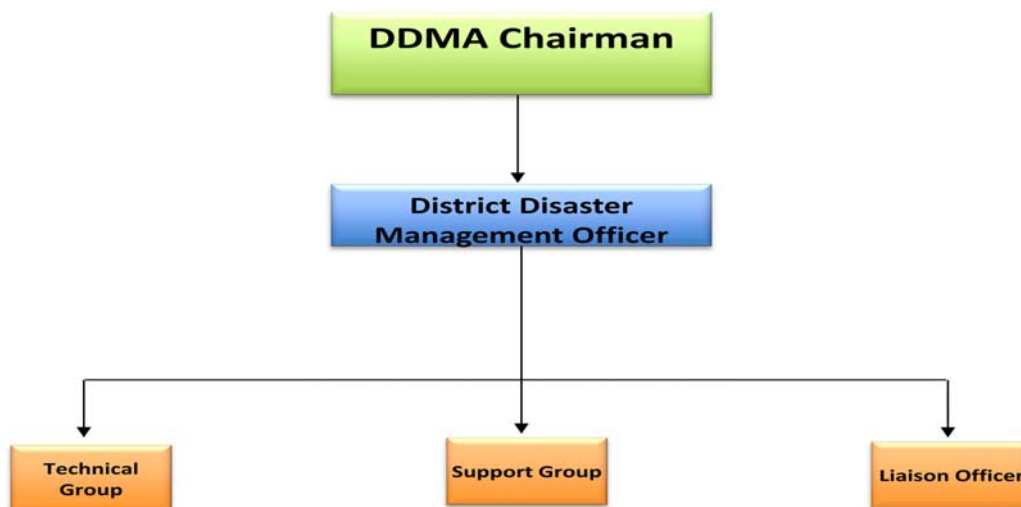 DDMA Chairman
District Disaster
Management Officer
Technical
Group
Support Group
Liaison Officer